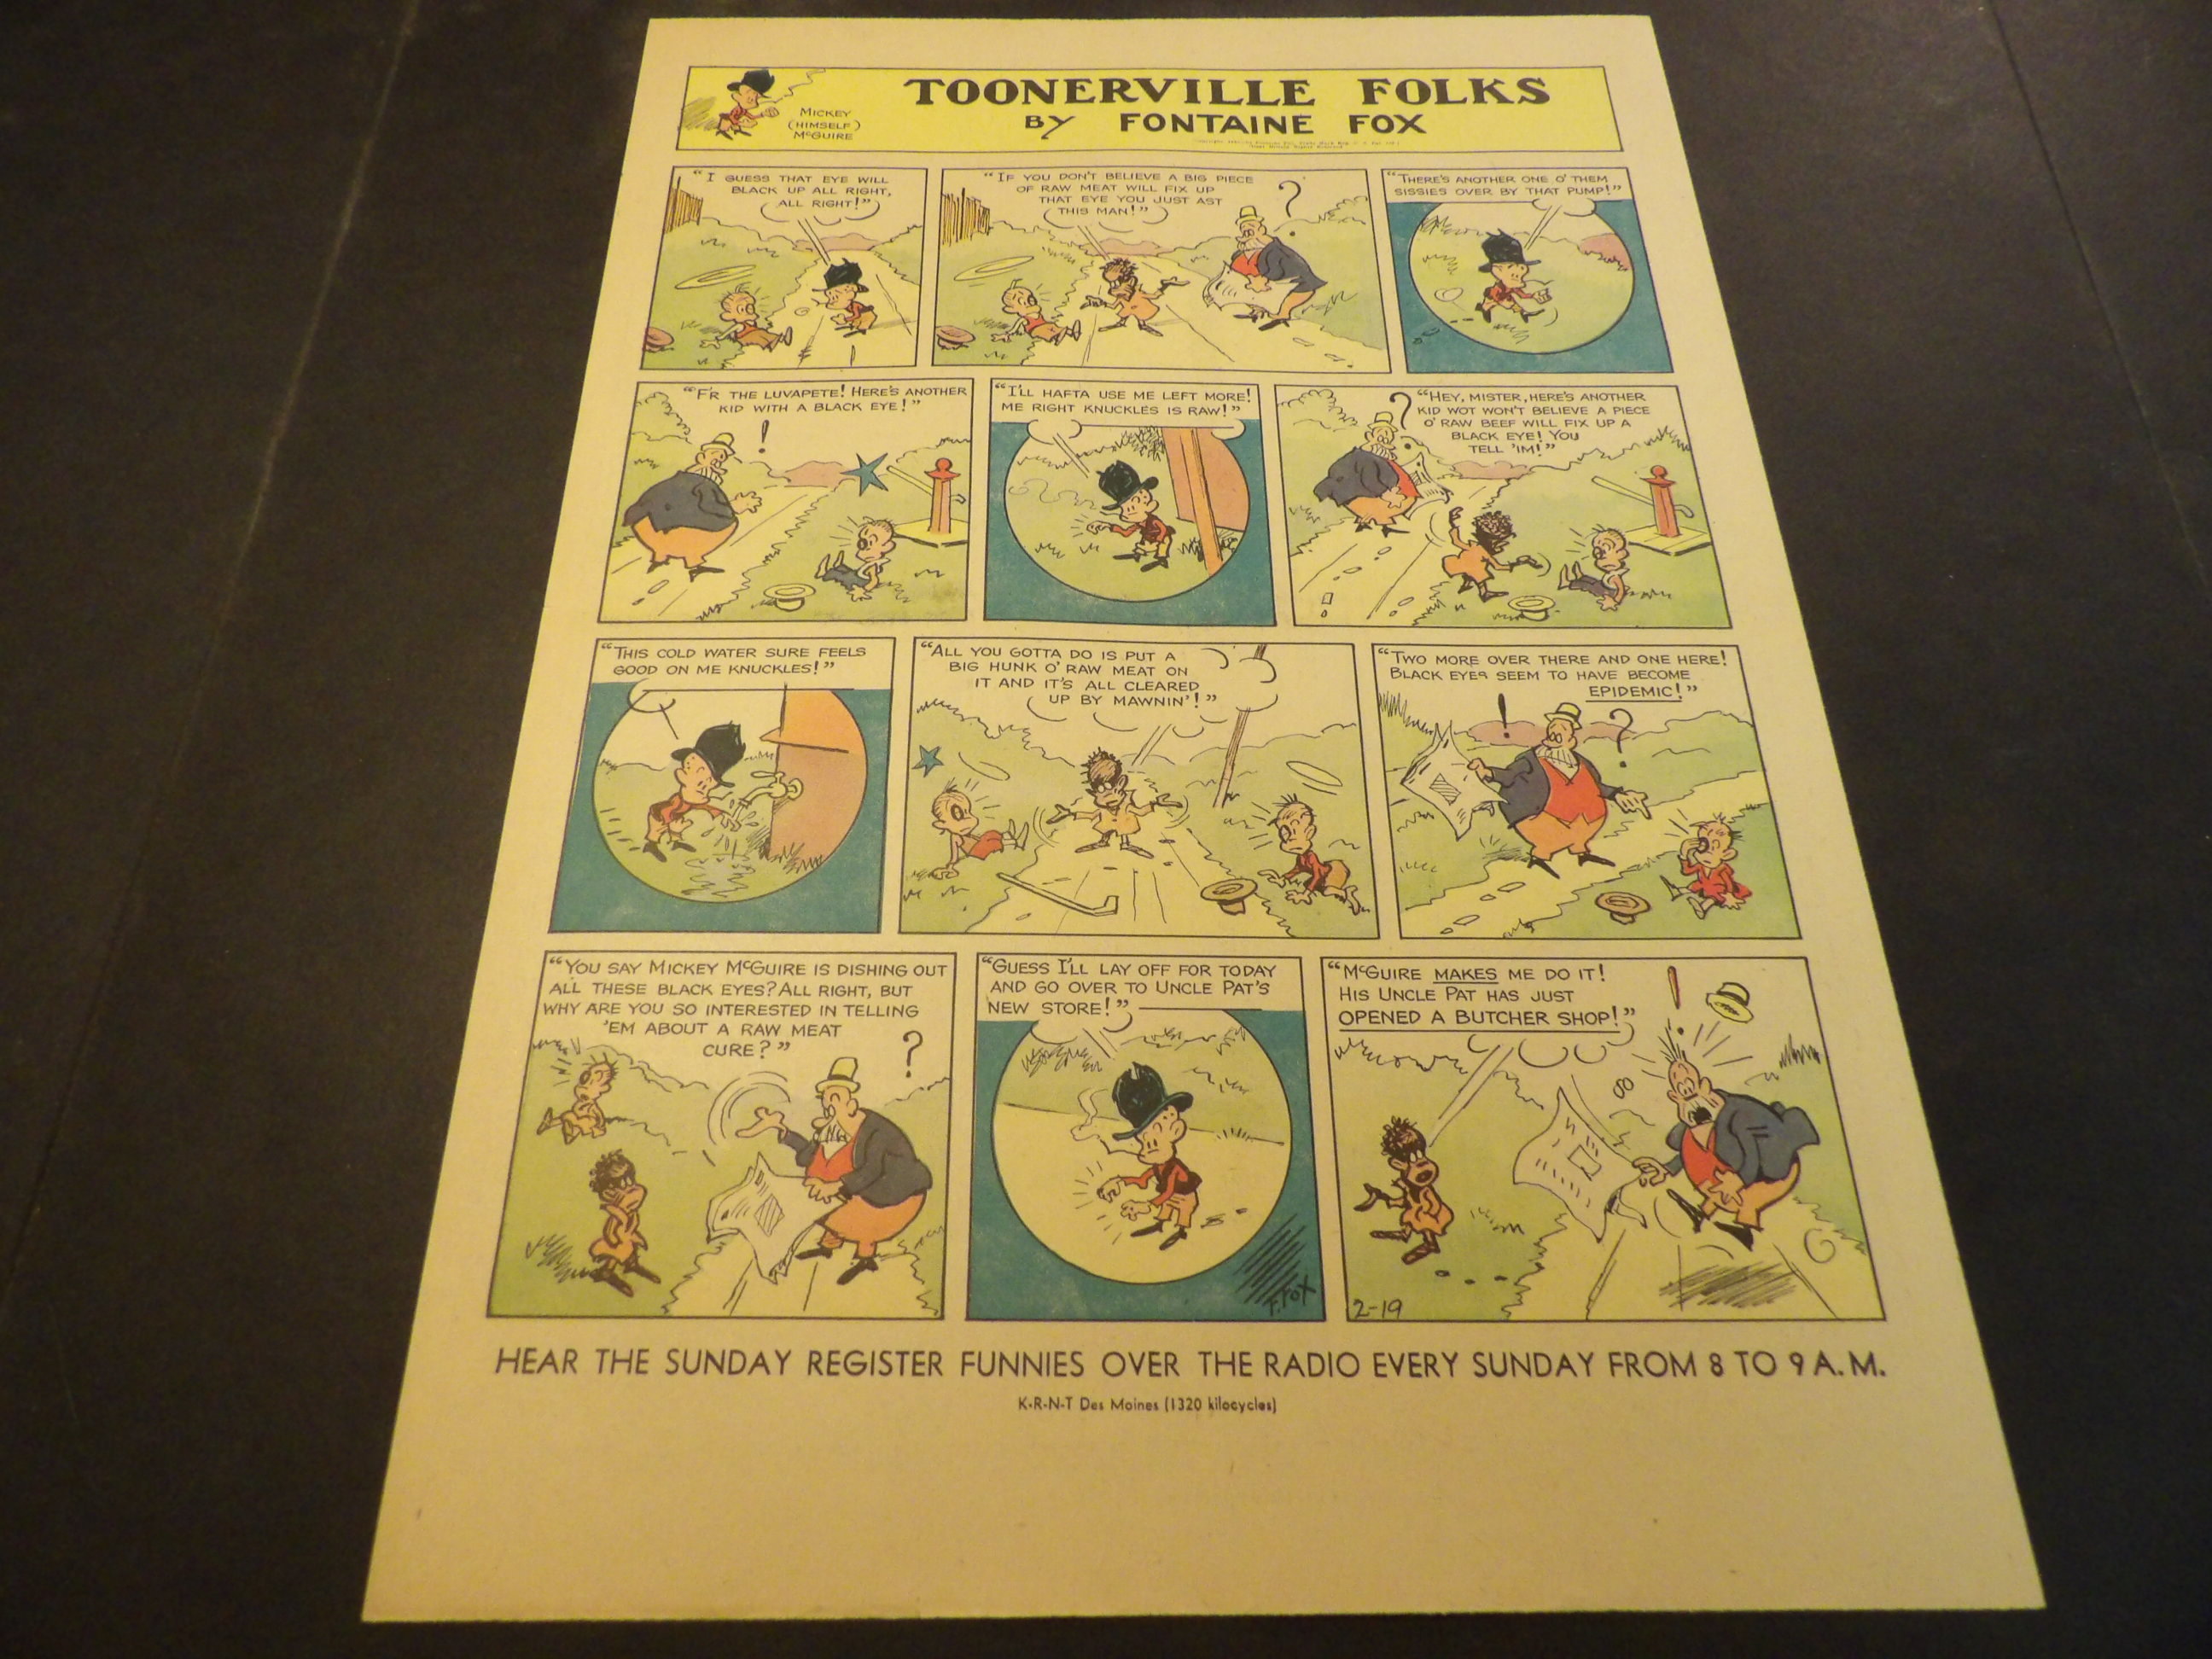 MICKEY
(HIMSELF)
McGUIRE
TOONERVILLE FOLKS
BY FONTAINE FOX
"I GUESS THAT EYE WILL
BLACK UP ALL RIGHT,
ALL RIGHT!"
"IF YOU DON'T BELIEVE A BIG PIECE
OF RAW MEAT WILL FIX UP
THAT EYE YOU JUST AST
THIS MAN!"
?
"THERE'S ANOTHER ONE O' THEM
SISSIES OVER BY THAT PUMP!"
"F'R THE LUVAPETE! HERE'S ANOTHER
KID WITH A BLACK EYE!"
!
"I'LL HAFTA USE ME LEFT MORE!
ME RIGHT KNUCKLES IS RAW!"
?
"HEY, MISTER, HERE'S ANOTHER
KID WOT WON'T BELIEVE A PIECE
O' RAW BEEF WILL FIX UP A
BLACK EYE! YOU
TELL 'IM!"
"THIS COLD WATER SURE FEELS
GOOD ON ME KNUCKLES!"
"ALL YOU GOTTA DO IS PUT A
BIG HUNK O' RAW MEAT ON
IT AND IT'S ALL CLEARED
UP BY MAWNIN'!"
"TWO MORE OVER THERE AND ONE HERE!
BLACK EYES SEEM TO HAVE BECOME
EPIDEMIC!"
! ?
"YOU SAY MICKEY McGUIRE IS DISHING OUT
ALL THESE BLACK EYES? ALL RIGHT, BUT
WHY ARE YOU SO INTERESTED IN TELLING
'EM ABOUT A RAW MEAT
CURE?"
?
"GUESS I'LL LAY OFF FOR TODAY
AND GO OVER TO UNCLE PAT'S
NEW STORE!"
F. FOX
"McGUIRE MAKES ME DO IT!
HIS UNCLE PAT HAS JUST
OPENED A BUTCHER SHOP!"
!
2-19
HEAR THE SUNDAY REGISTER FUNNIES OVER THE RADIO EVERY SUNDAY FROM 8 TO 9 A.M.
K-R-N-T Des Moines (1320 kilocycles)